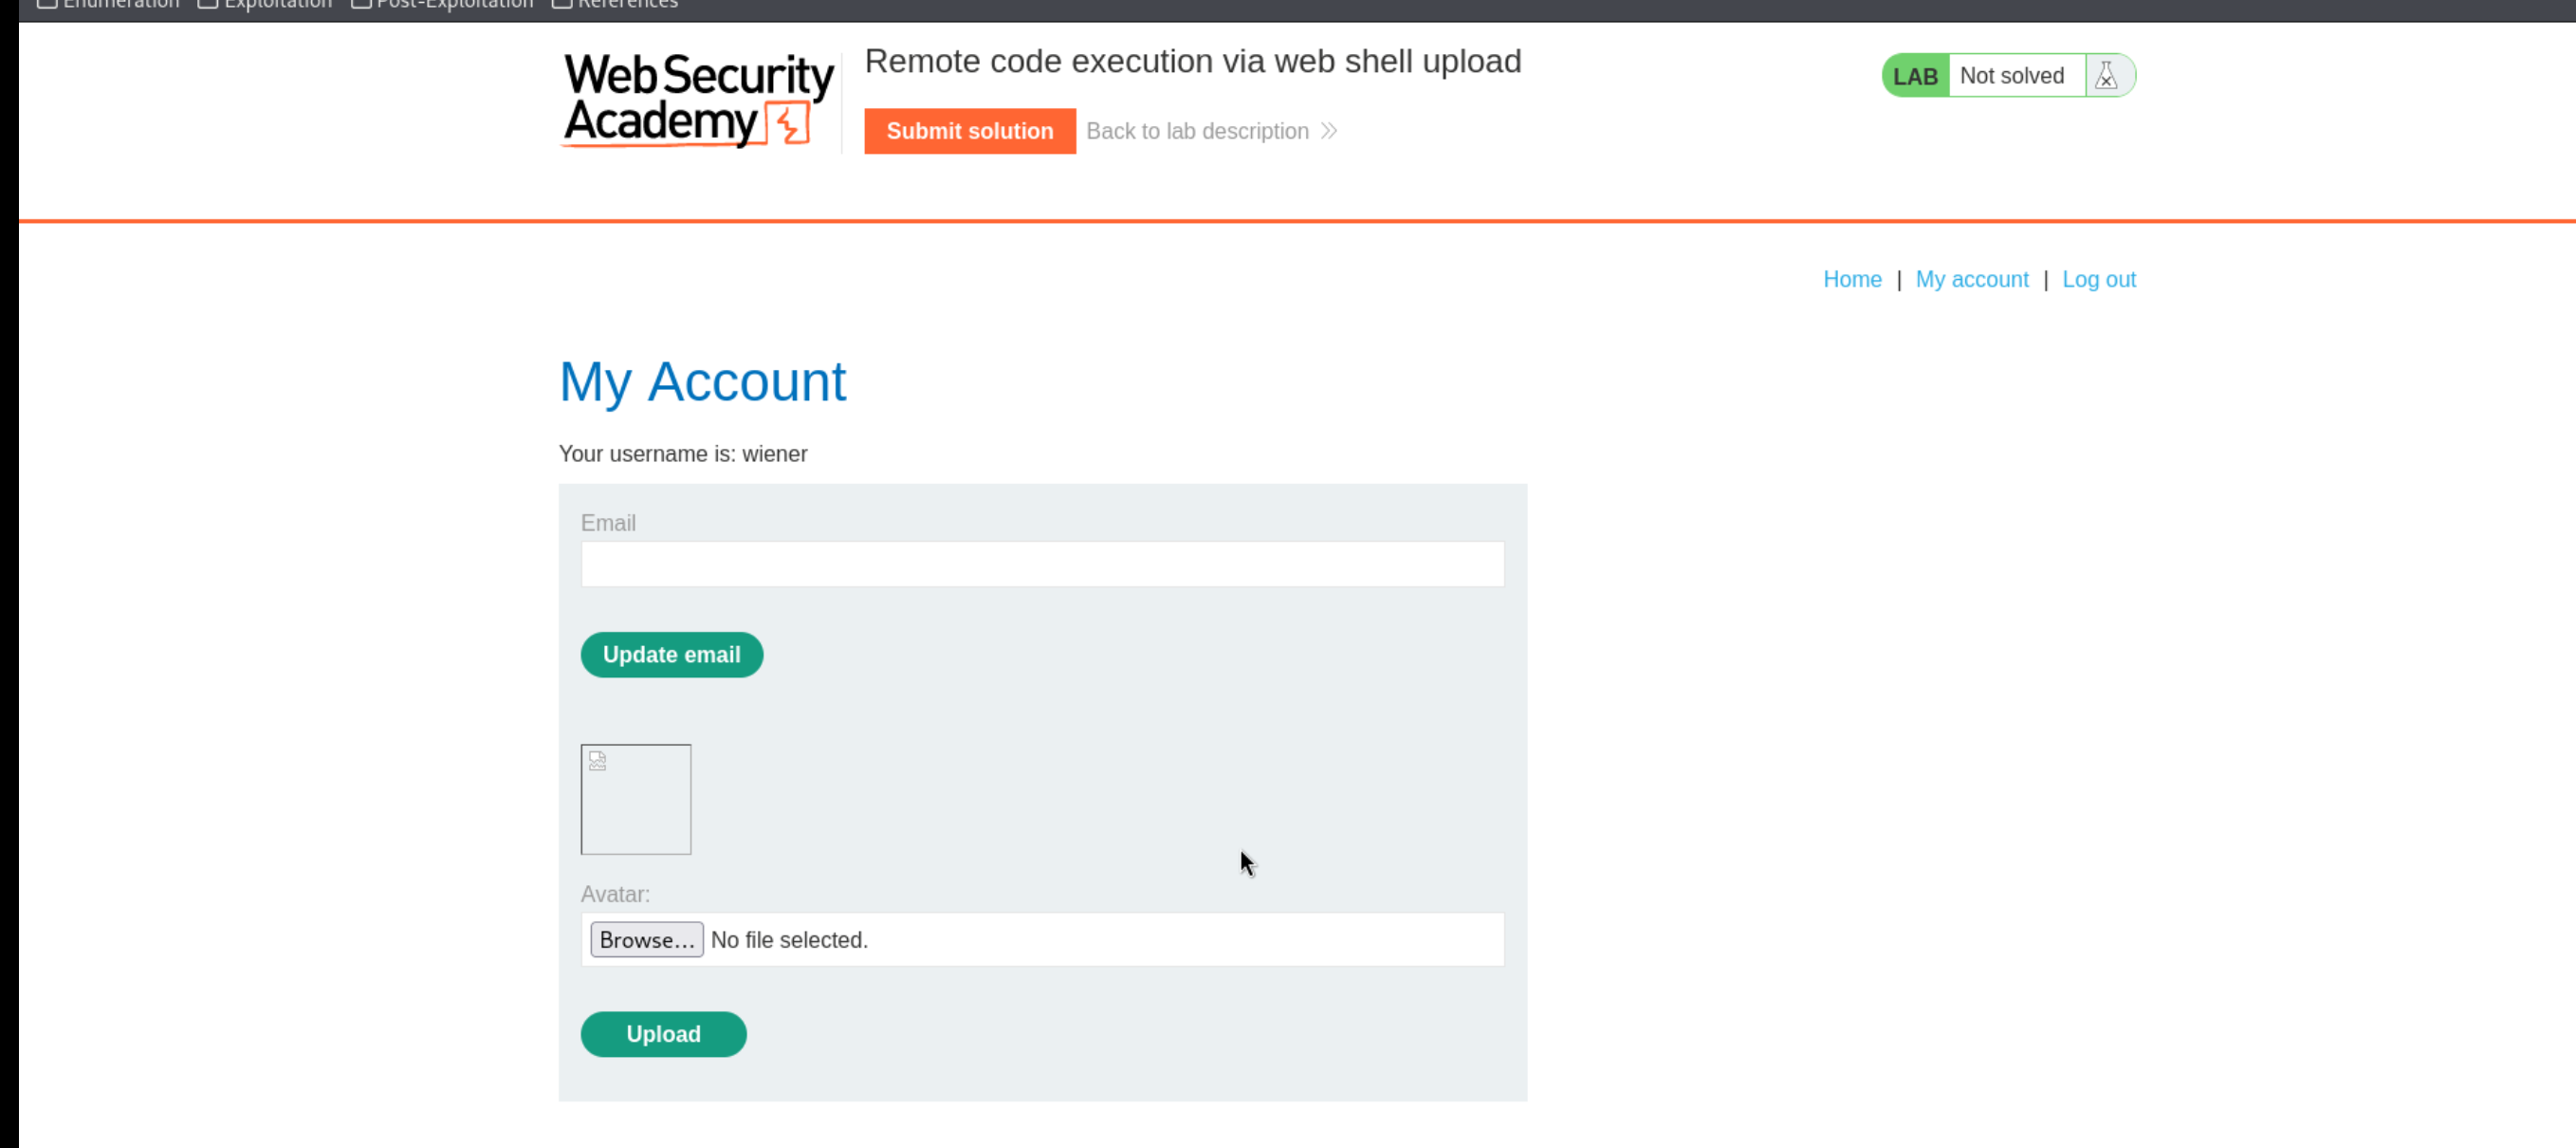 Enumeration Exploitation Post-Exploitation References
Web Security
Academy
Remote code execution via web shell upload
Submit solution Back to lab description
LAB Not solved
Home | My account | Log out
My Account
Your username is: wiener
Email
Update email
Avatar:
Browse... No file selected.
Upload